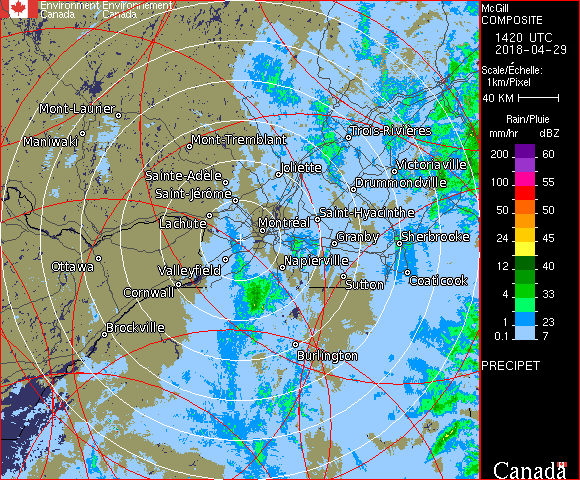 Environment Environnement
Canada Canada
McGill
COMPOSITE
1420 UTC
2018-04-29
Scale/Échelle:
1km/Pixel
40 KM
Rain/Pluie
mm/hr dBZ
200 60
100 55
50 50
24 45
12 40
4 33
1 23
0.1 7
PRECIPET
Canada
Mont-Laurier
Maniwaki
Mont-Tremblant
Trois-Rivières
Joliette
Victoriaville
Sainte-Adèle
Drummondville
Saint-Jérôme
Saint-Hyacinthe
Lachute
Montréal
Granby
Sherbrooke
Ottawa
Valleyfield
Napierville
Sutton
Coaticook
Cornwall
Brockville
Burlington